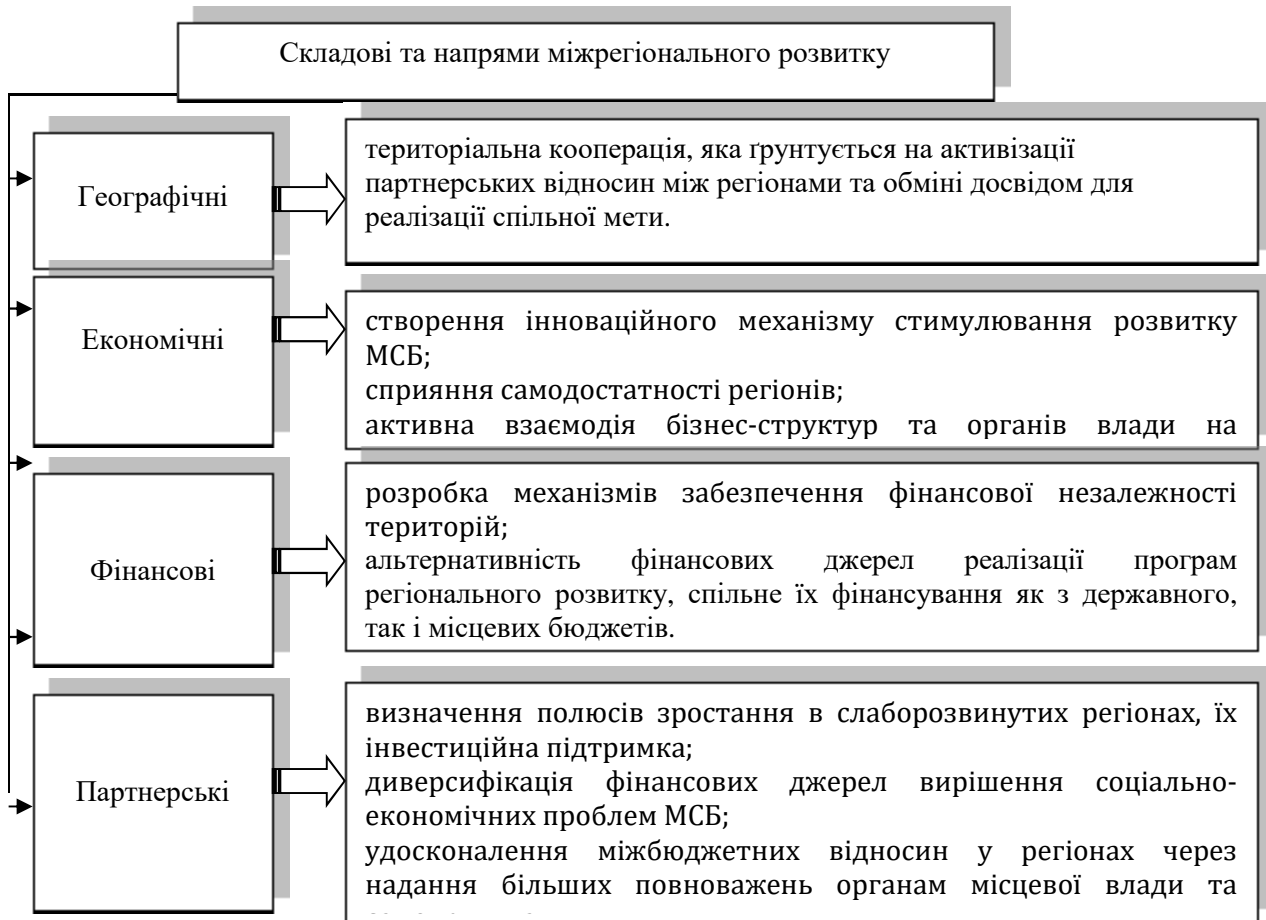 Складові та напрями міжрегіонального розвитку
Географічні
територіальна кооперація, яка ґрунтується на активізації
партнерських відносин між регіонами та обміні досвідом для
реалізації спільної мети.
Економічні
створення інноваційного механізму стимулювання розвитку
МСБ;
сприяння самодостатності регіонів;
активна взаємодія бізнес-структур та органів влади на
Фінансові
розробка механізмів забезпечення фінансової незалежності
територій;
альтернативність фінансових джерел реалізації програм
регіонального розвитку, спільне їх фінансування як з державного,
так і місцевих бюджетів.
Партнерські
визначення полюсів зростання в слаборозвинутих регіонах, їх
інвестиційна підтримка;
диверсифікація фінансових джерел вирішення соціально-
економічних проблем МСБ;
удосконалення міжбюджетних відносин у регіонах через
надання більших повноважень органам місцевої влади та